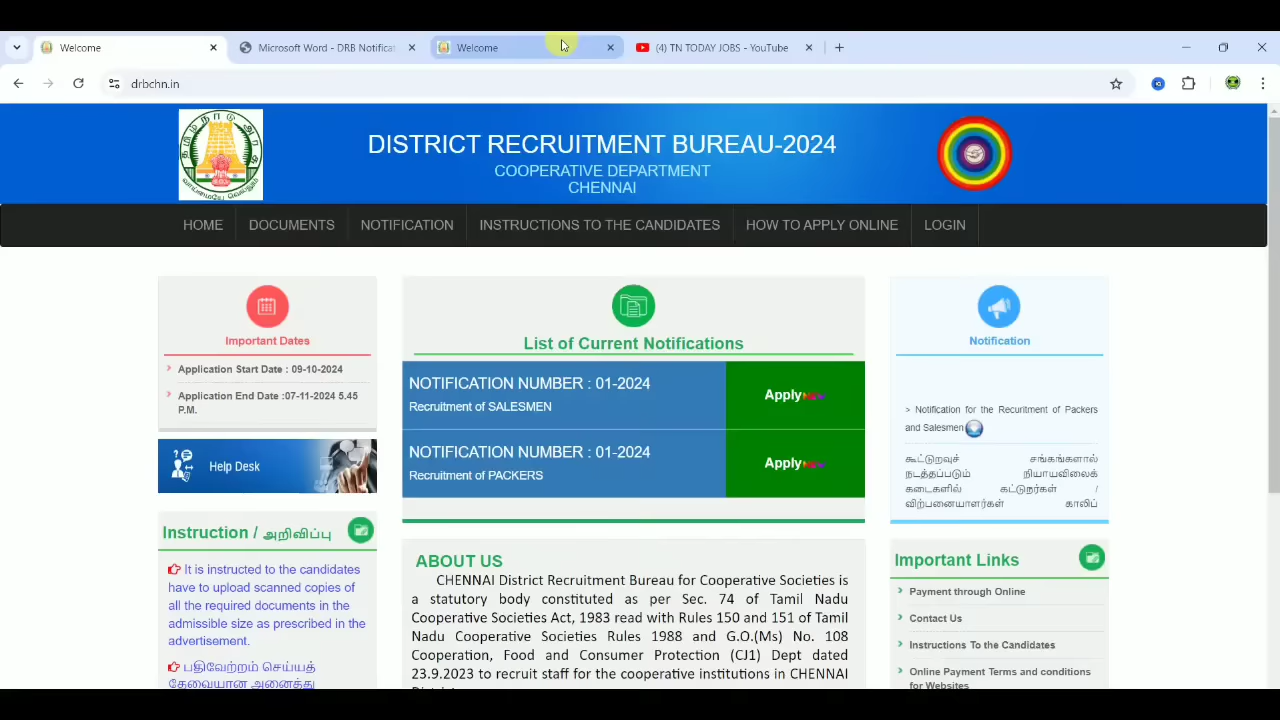 Welcome
Microsoft Word - DRB Notificat
Welcome
(4) TN TODAY JOBS - YouTube
drbchn.in
DISTRICT RECRUITMENT BUREAU-2024
COOPERATIVE DEPARTMENT
CHENNAI
HOME DOCUMENTS NOTIFICATION INSTRUCTIONS TO THE CANDIDATES HOW TO APPLY ONLINE LOGIN
Important Dates
Application Start Date : 09-10-2024
Application End Date :07-11-2024 5.45
P.M.
Help Desk
Instruction / அறிவிப்பு
It is instructed to the candidates
have to upload scanned copies of
all the required documents in the
admissible size as prescribed in the
advertisement.
பதிவேற்றம் செய்யத்
தேவையான அனைத்து
List of Current Notifications
NOTIFICATION NUMBER : 01-2024
Recruitment of SALESMEN
Apply
NOTIFICATION NUMBER : 01-2024
Recruitment of PACKERS
Apply
ABOUT US
CHENNAI District Recruitment Bureau for Cooperative Societies is
a statutory body constituted as per Sec. 74 of Tamil Nadu
Cooperative Societies Act, 1983 read with Rules 150 and 151 of Tamil
Nadu Cooperative Societies Rules 1988 and G.O.(Ms) No. 108
Cooperation, Food and Consumer Protection (CJ1) Dept dated
23.9.2023 to recruit staff for the cooperative institutions in CHENNAI
Notification
> Notification for the Recuritment of Packers
and Salesmen
கூட்டுறவுச் சங்கங்களால்
நடத்தப்படும் நியாயவிலைக்
கடைகளில் கட்டுநர்கள் /
விற்பனையாளர்கள் காலிப்
Important Links
Payment through Online
Contact Us
Instructions To the Candidates
Online Payment Terms and conditions
for Websites